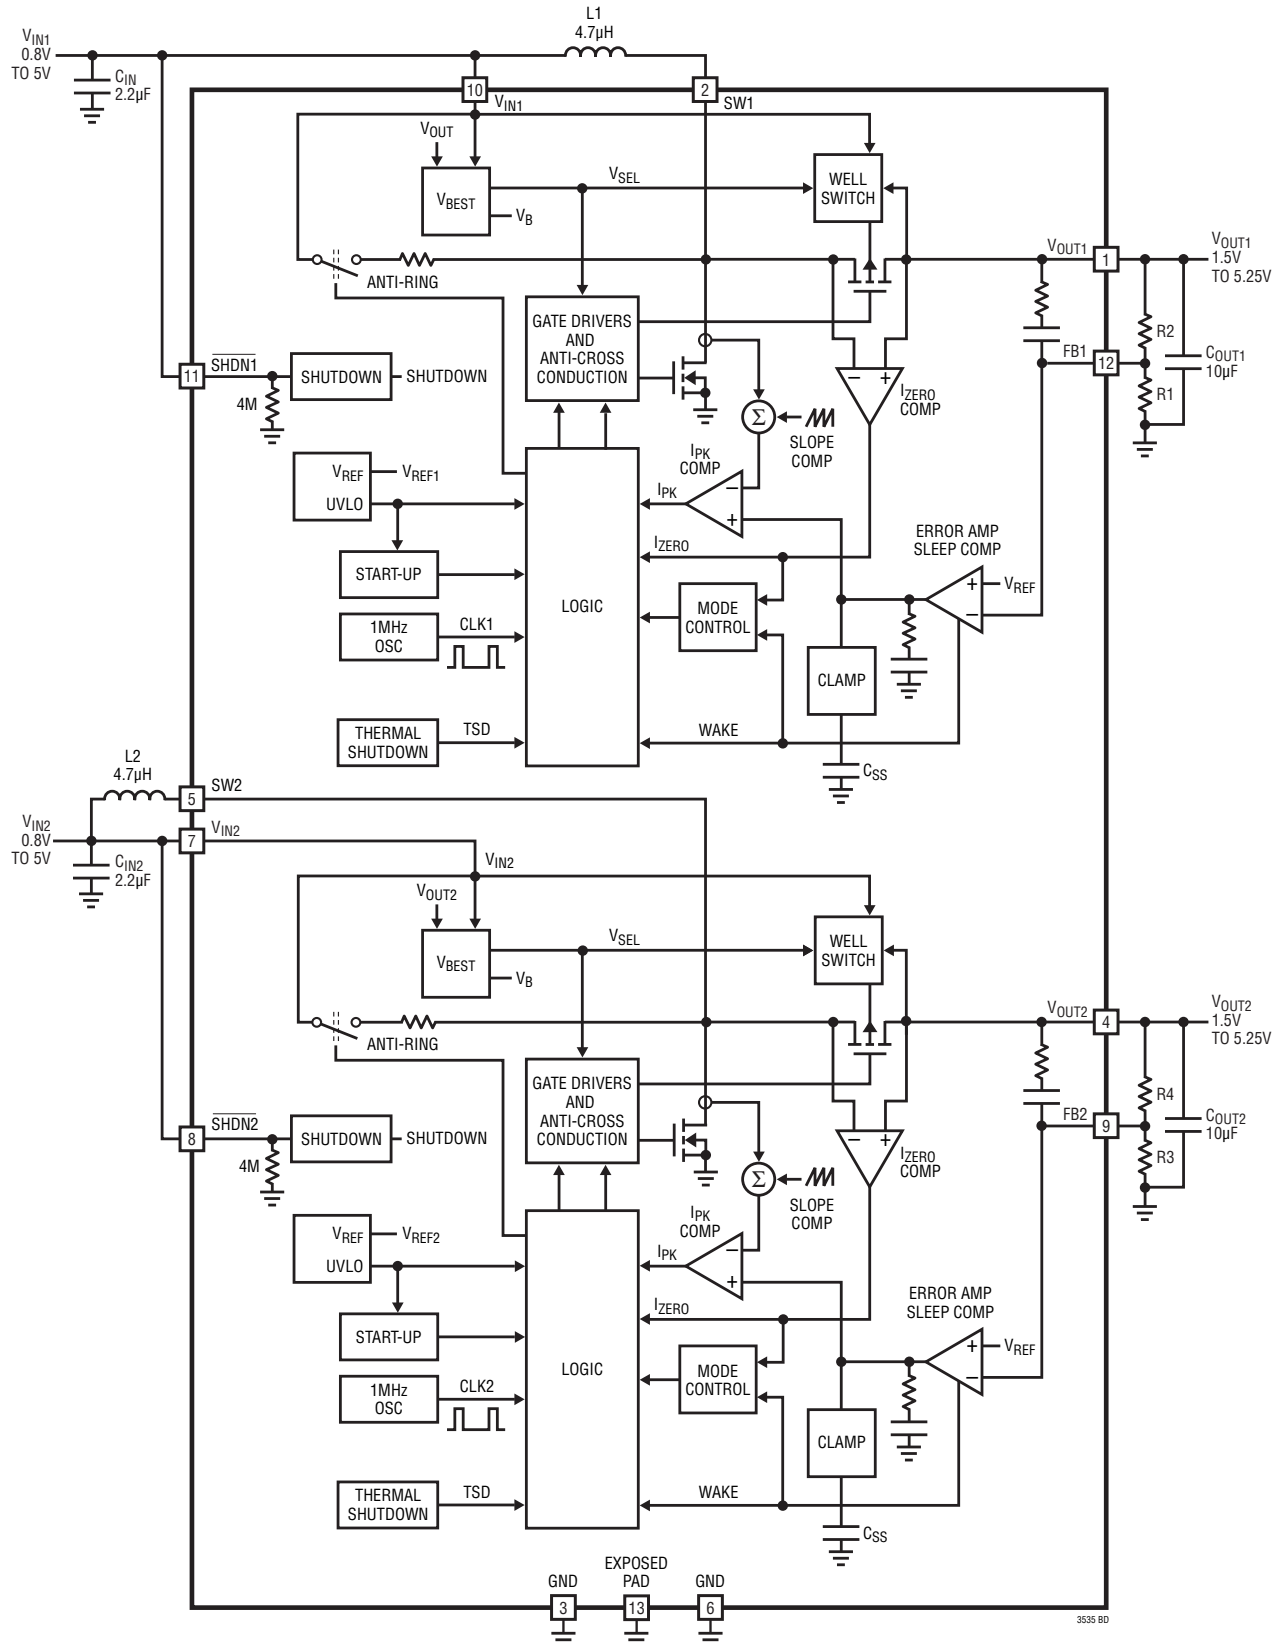 L1
4.7µH
VIN1
0.8V
TO 5V
CIN
2.2µF
10
VIN1
2
SW1
VOUT
VBEST
VB
VSEL
WELL
SWITCH
ANTI-RING
VOUT1
1
VOUT1
1.5V
TO 5.25V
GATE DRIVERS
AND
ANTI-CROSS
CONDUCTION
R2
FB1
12
COUT1
10µF
R1
11
SHDN1
4M
SHUTDOWN
SHUTDOWN
– +
IZERO
COMP
Σ
SLOPE
COMP
IPK
COMP
VREF
VREF1
UVLO
IPK
–
+
ERROR AMP
SLEEP COMP
IZERO
START-UP
LOGIC
MODE
CONTROL
+
VREF
–
1MHz
OSC
CLK1
CLAMP
THERMAL
SHUTDOWN
TSD
WAKE
CSS
L2
4.7µH
5
SW2
VIN2
0.8V
TO 5V
7
VIN2
CIN2
2.2µF
VIN2
VOUT2
VBEST
VB
VSEL
WELL
SWITCH
ANTI-RING
VOUT2
4
VOUT2
1.5V
TO 5.25V
GATE DRIVERS
AND
ANTI-CROSS
CONDUCTION
R4
FB2
9
COUT2
10µF
R3
8
SHDN2
4M
SHUTDOWN
SHUTDOWN
– +
IZERO
COMP
Σ
SLOPE
COMP
IPK
COMP
VREF
VREF2
UVLO
IPK
–
+
ERROR AMP
SLEEP COMP
IZERO
START-UP
LOGIC
MODE
CONTROL
+
VREF
–
1MHz
OSC
CLK2
CLAMP
THERMAL
SHUTDOWN
TSD
WAKE
CSS
GND
3
EXPOSED
PAD
13
GND
6
3535 BD